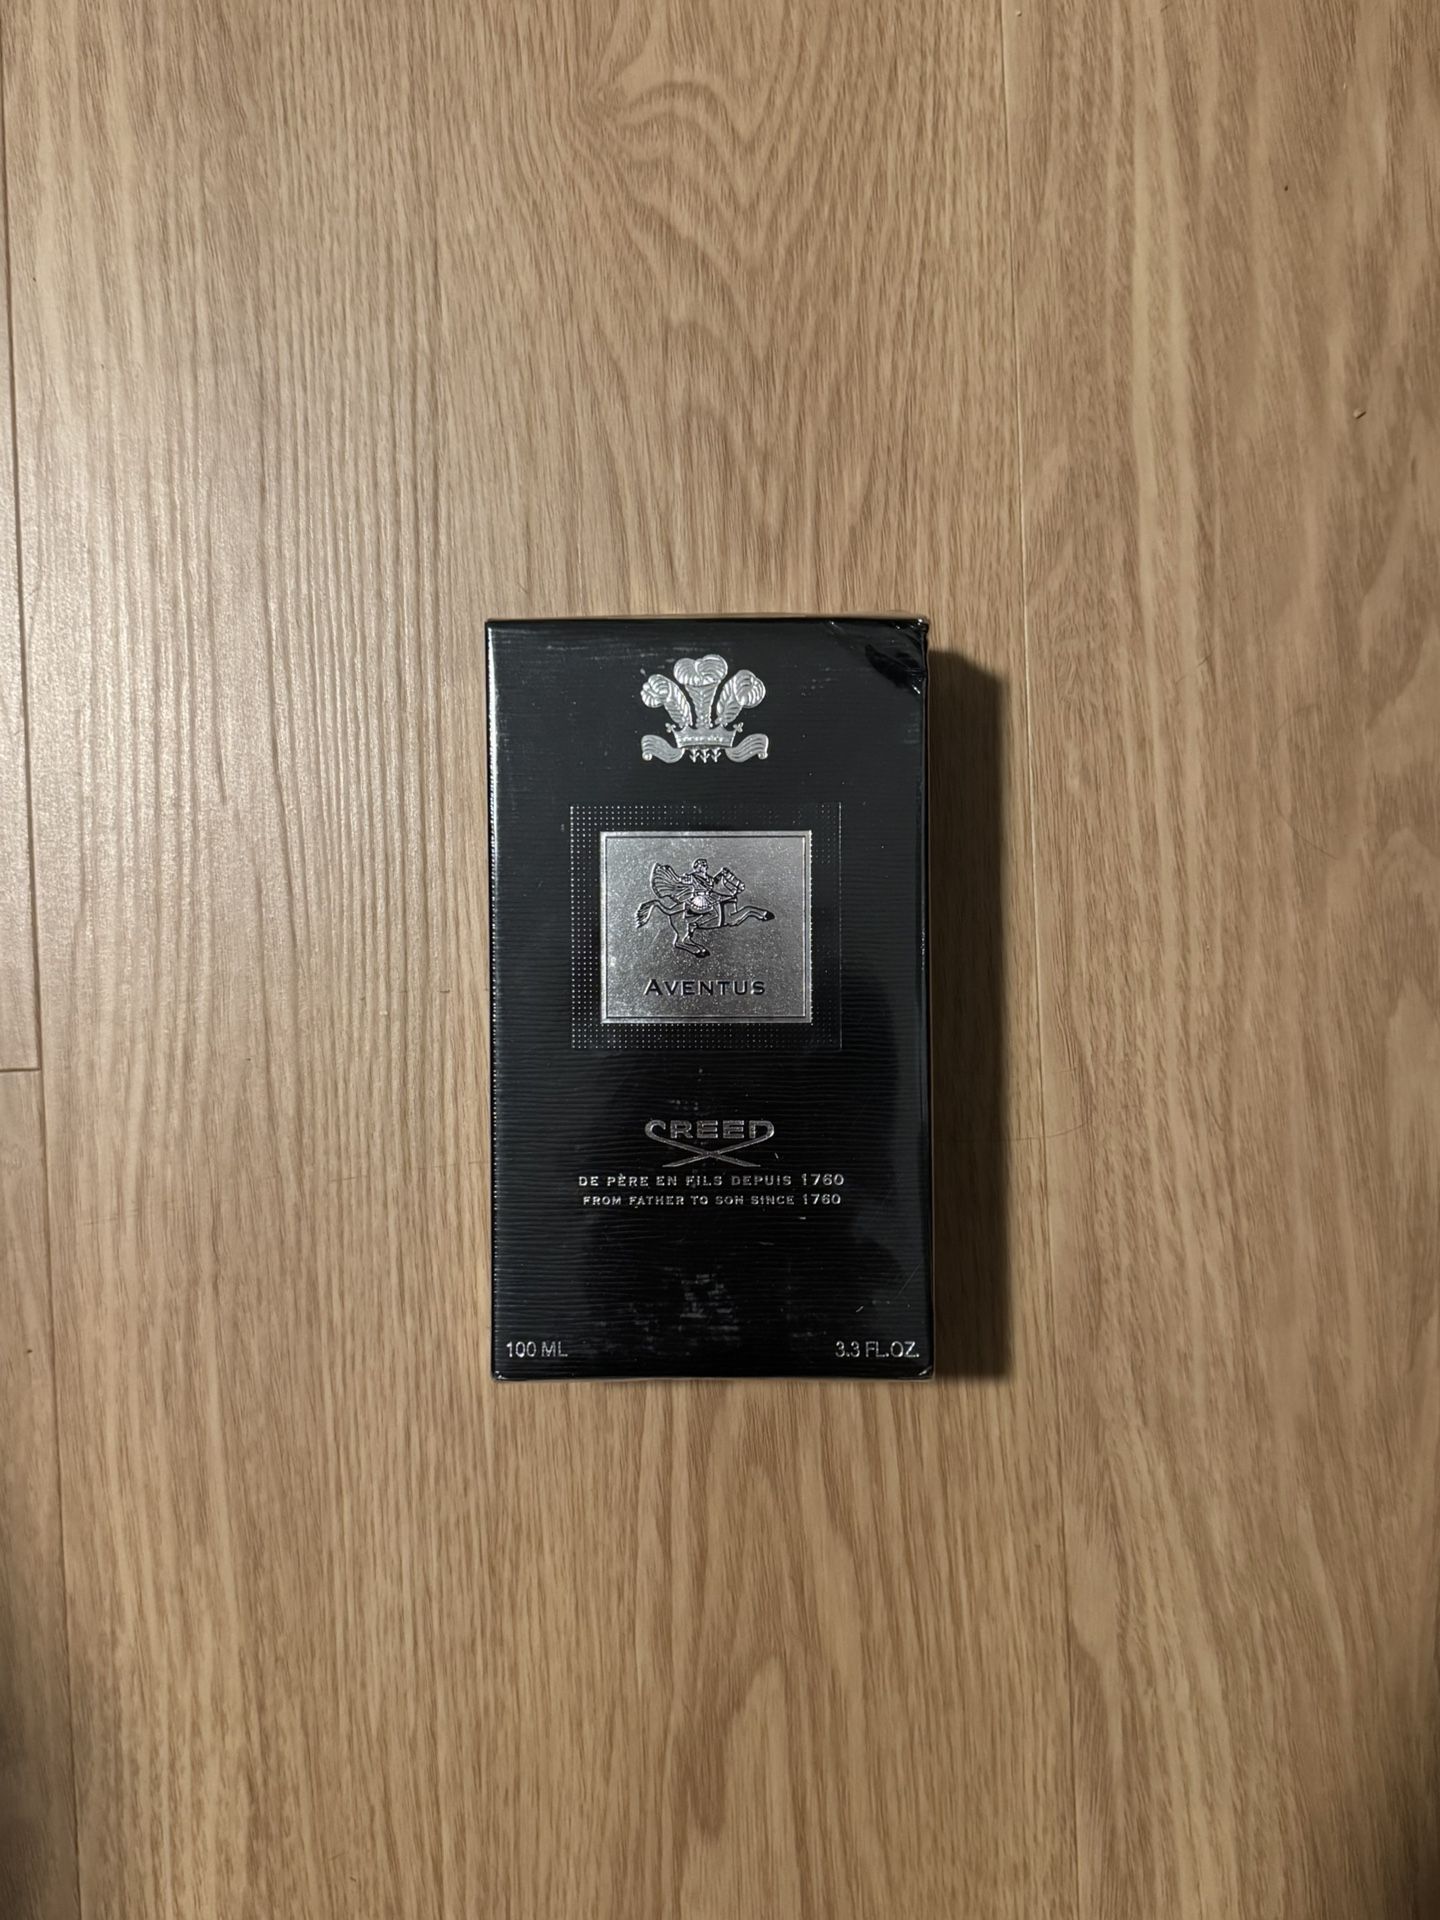 AVENTUS
CREED
DE PÈRE EN FILS DEPUIS 1760
FROM FATHER TO SON SINCE 1760
100 ML
3.3 FL.OZ.